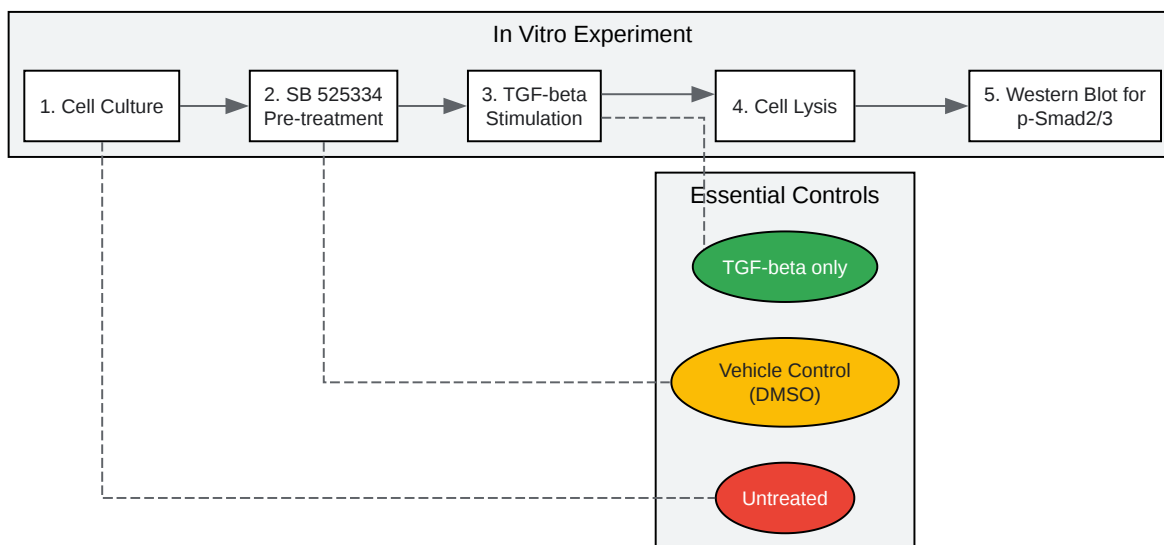 In Vitro Experiment
1. Cell Culture
2. SB 525334
Pre-treatment
3. TGF-beta
Stimulation
4. Cell Lysis
5. Western Blot for
p-Smad2/3
Essential Controls
TGF-beta only
Vehicle Control
(DMSO)
Untreated